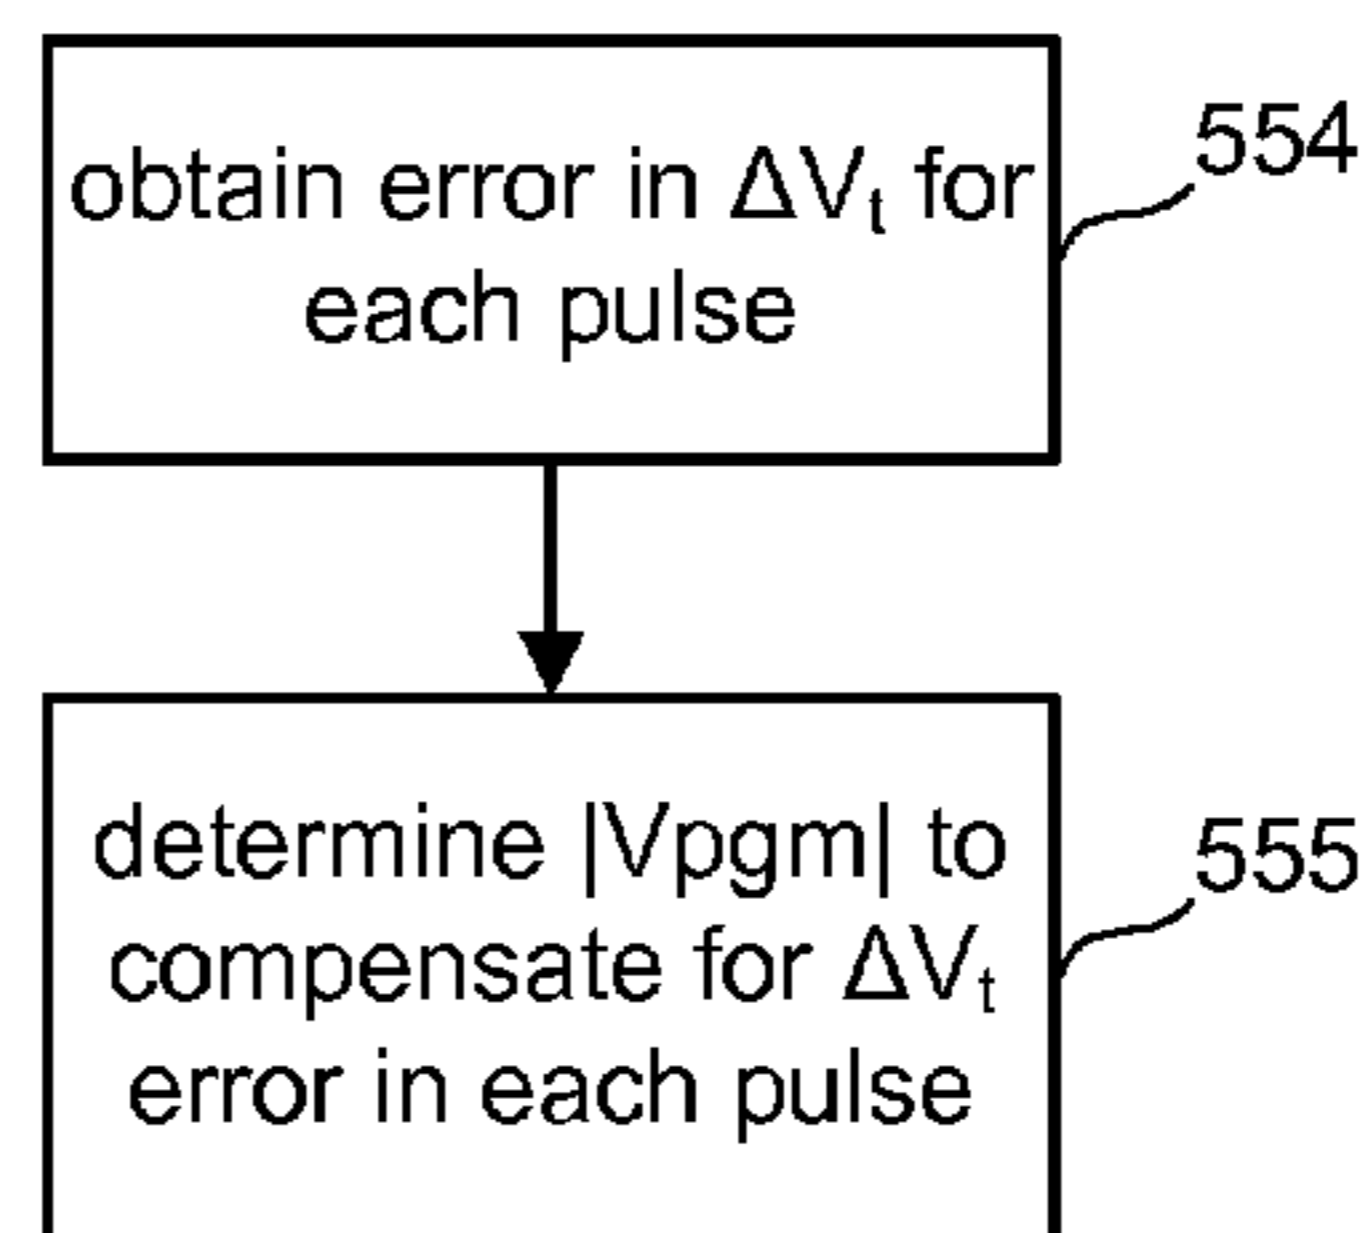 554
obtain error in ΔVₜ for
each pulse
555
determine |Vpgm| to
compensate for ΔVₜ
error in each pulse